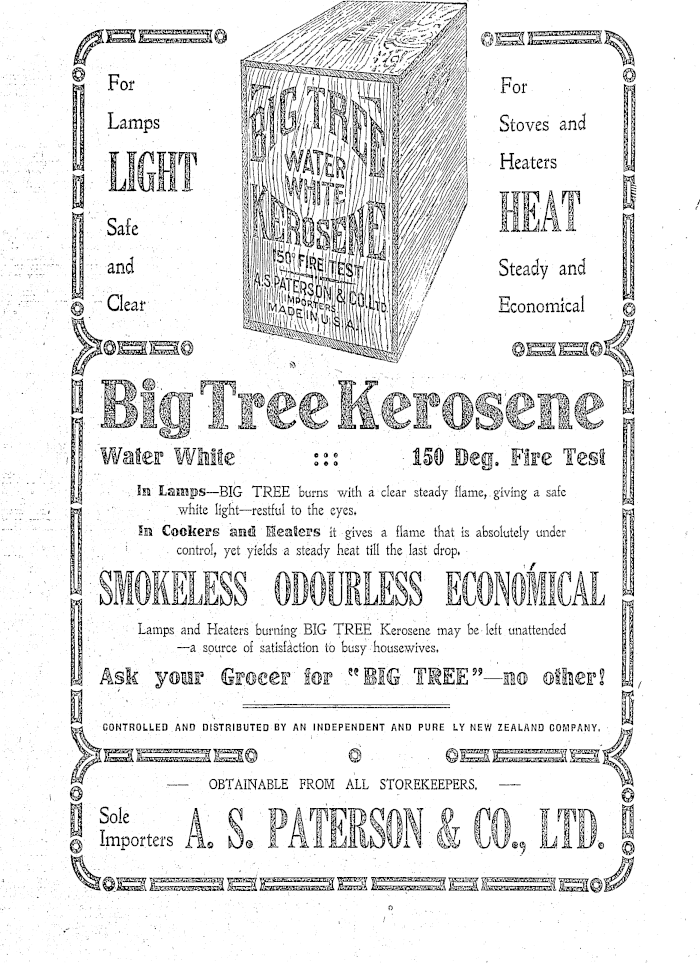 For
Lamps
LIGHT
Safe
and
Clear
BIG TREE
WATER
WHITE
KEROSENE
150° FIRE TEST
A.S. PATERSON & CO. LTD
IMPORTERS
MADE IN U.S.A.
For
Stoves and
Heaters
HEAT
Steady and
Economical
Big Tree Kerosene
Water White ::: 150 Deg. Fire Test
In Lamps—BIG TREE burns with a clear steady flame, giving a safe
white light—restful to the eyes.
In Cookers and Heaters it gives a flame that is absolutely under
control, yet yields a steady heat till the last drop.
SMOKELESS ODOURLESS ECONOMICAL
Lamps and Heaters burning BIG TREE Kerosene may be left unattended
—a source of satisfaction to busy housewives.
Ask your Grocer for "BIG TREE"—no other!
CONTROLLED AND DISTRIBUTED BY AN INDEPENDENT AND PURE LY NEW ZEALAND COMPANY.
— OBTAINABLE FROM ALL STOREKEEPERS. —
Sole
Importers A. S. PATERSON & CO., LTD.